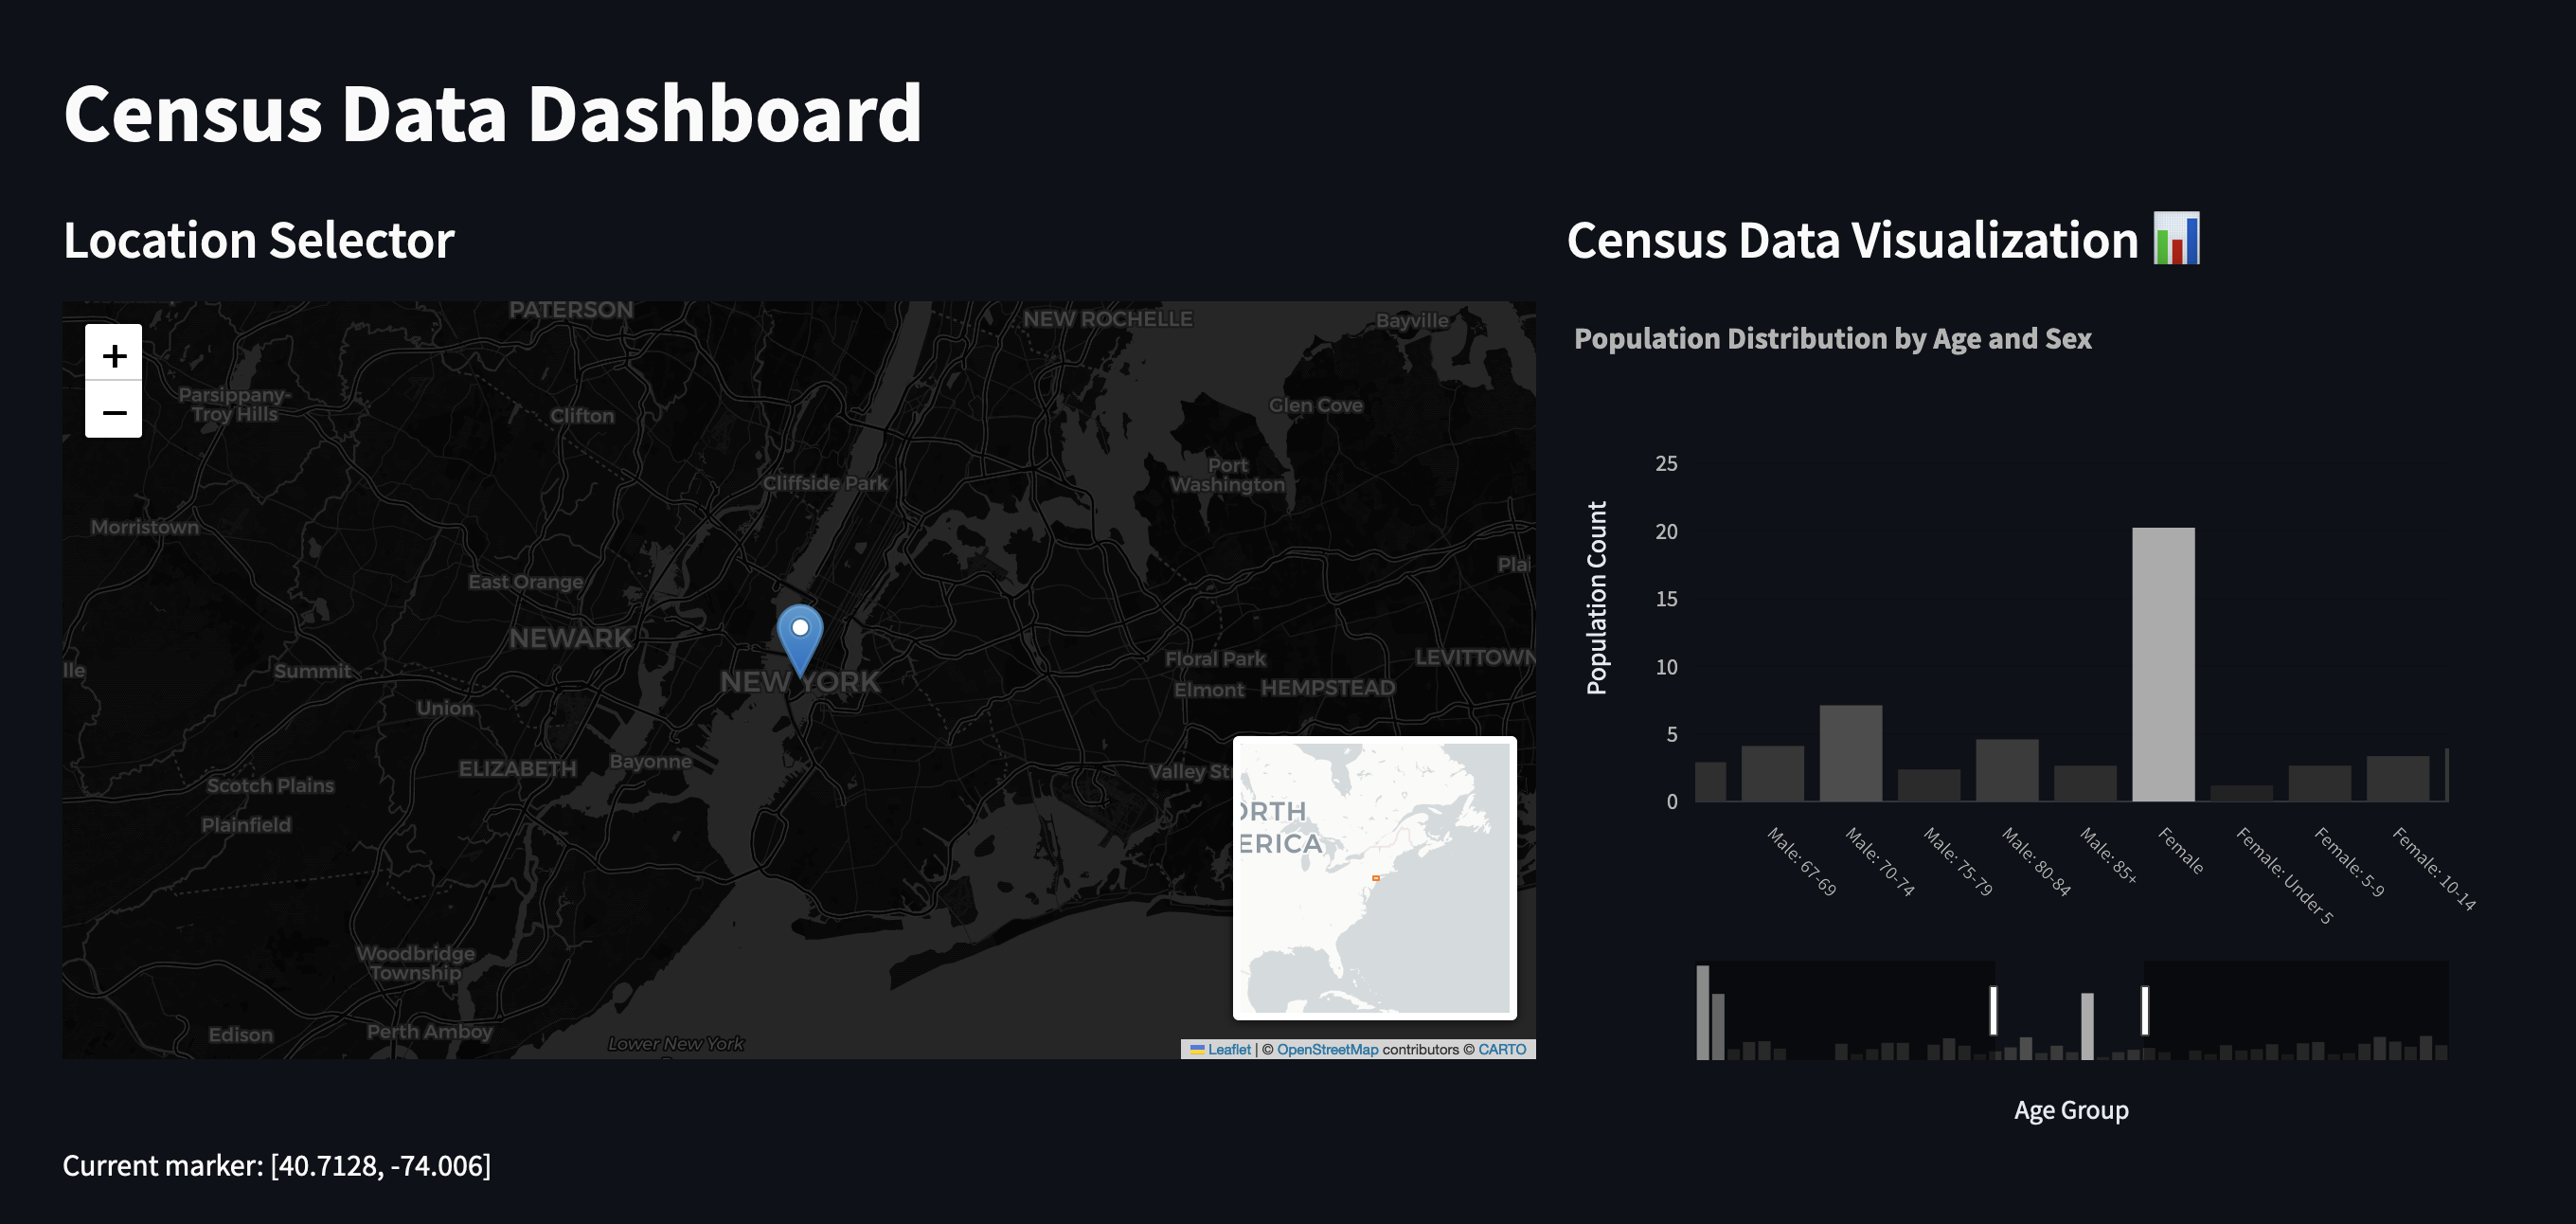 Census Data Dashboard
Location Selector
Census Data Visualization
+
−
PATERSON
NEW ROCHELLE
Bayville
Parsippany-
Troy Hills
Clifton
Glen Cove
Cliffside Park
Port
Washington
Morristown
East Orange
Plai
NEWARK
lle
Summit
NEW YORK
Floral Park
LEVITTOWN
Elmont
HEMPSTEAD
Union
ELIZABETH
Bayonne
Valley Str
Scotch Plains
Plainfield
ORTH
ERICA
Woodbridge
Township
Edison
Perth Amboy
Lower New York
Leaflet | © OpenStreetMap contributors © CARTO
Current marker: [40.7128, -74.006]
Population Distribution by Age and Sex
Population Count
25
20
15
10
5
0
Male: 67-69
Male: 70-74
Male: 75-79
Male: 80-84
Male: 85+
Female
Female: Under 5
Female: 5-9
Female: 10-14
Age Group